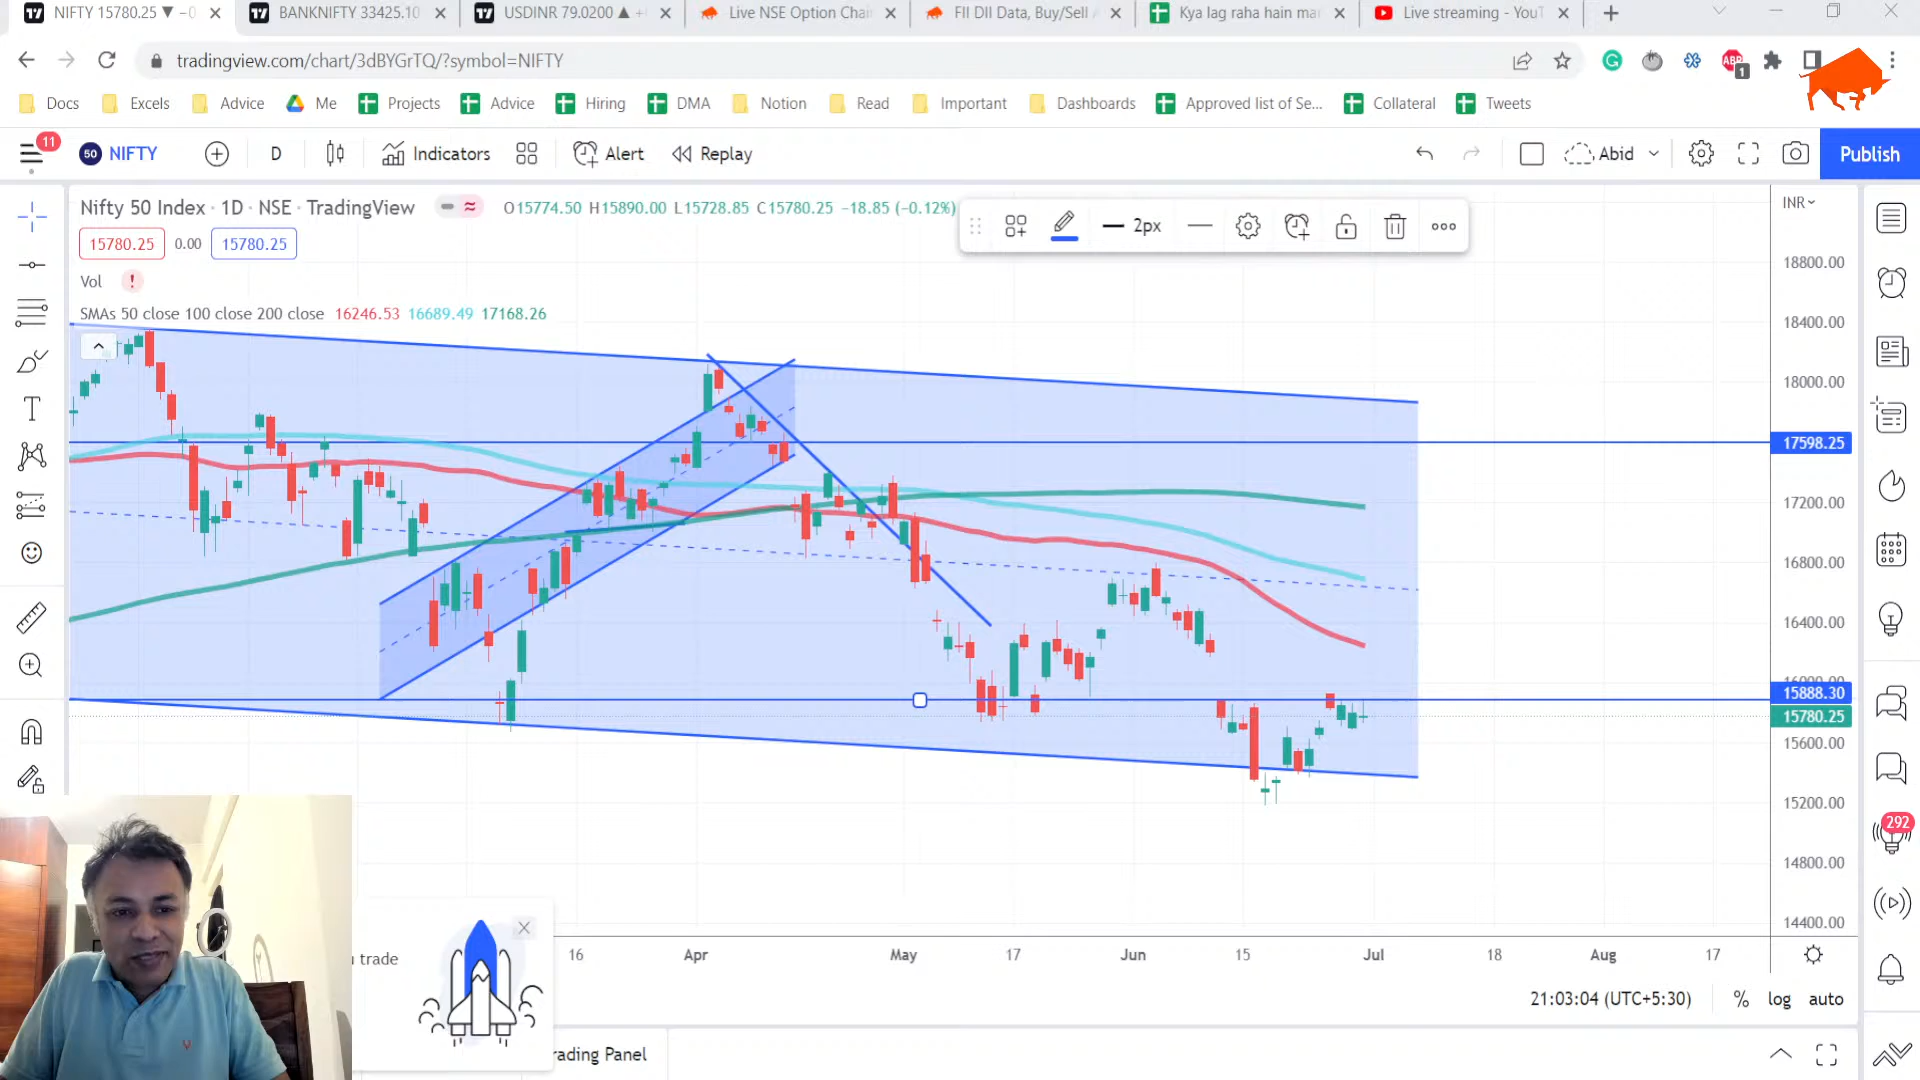 NIFTY 15780.25 ▼ −0
BANKNIFTY 33425.10
USDINR 79.0200 ▲ +
Live NSE Option Chai
FII DII Data, Buy/Sell
Kya lag raha hain ma
Live streaming - YouT
tradingview.com/chart/3dBYGrTQ/?symbol=NIFTY
ABP
1
Docs
Excels
Advice
Me
Projects
Advice
Hiring
DMA
Notion
Read
Important
Dashboards
Approved list of Se...
Collateral
Tweets
11
50 NIFTY
D
Indicators
Alert
Replay
Abid
Publish
Nifty 50 Index · 1D · NSE · TradingView
O15774.50 H15890.00 L15728.85 C15780.25 −18.85 (−0.12%)
2px
INR
15780.25
0.00
15780.25
Vol
SMAs 50 close 100 close 200 close 16246.53 16689.49 17168.26
18800.00
18400.00
18000.00
17598.25
17200.00
16800.00
16400.00
15888.30
15780.25
15600.00
15200.00
14800.00
14400.00
292
16
Apr
May
17
Jun
15
Jul
18
Aug
17
trade
21:03:04 (UTC+5:30)
%
log
auto
rading Panel